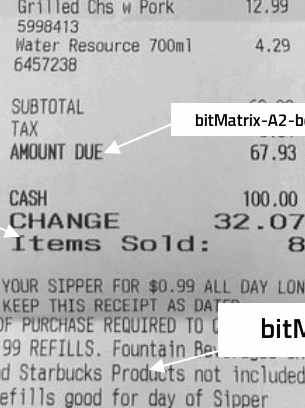 Grilled Chs w Pork 12.99
5998413
Water Resource 700ml 4.29
6457238
SUBTOTAL
bitMatrix-A2-b
TAX
AMOUNT DUE 67.93
CASH 100.00
CHANGE 32.07
Items Sold: 8
YOUR SIPPER FOR $0.99 ALL DAY LON
KEEP THIS RECEIPT AS DATED
OF PURCHASE REQUIRED TO
99 REFILLS. Fountain
bitM
Starbucks Products not included
efills good for day of Sipper